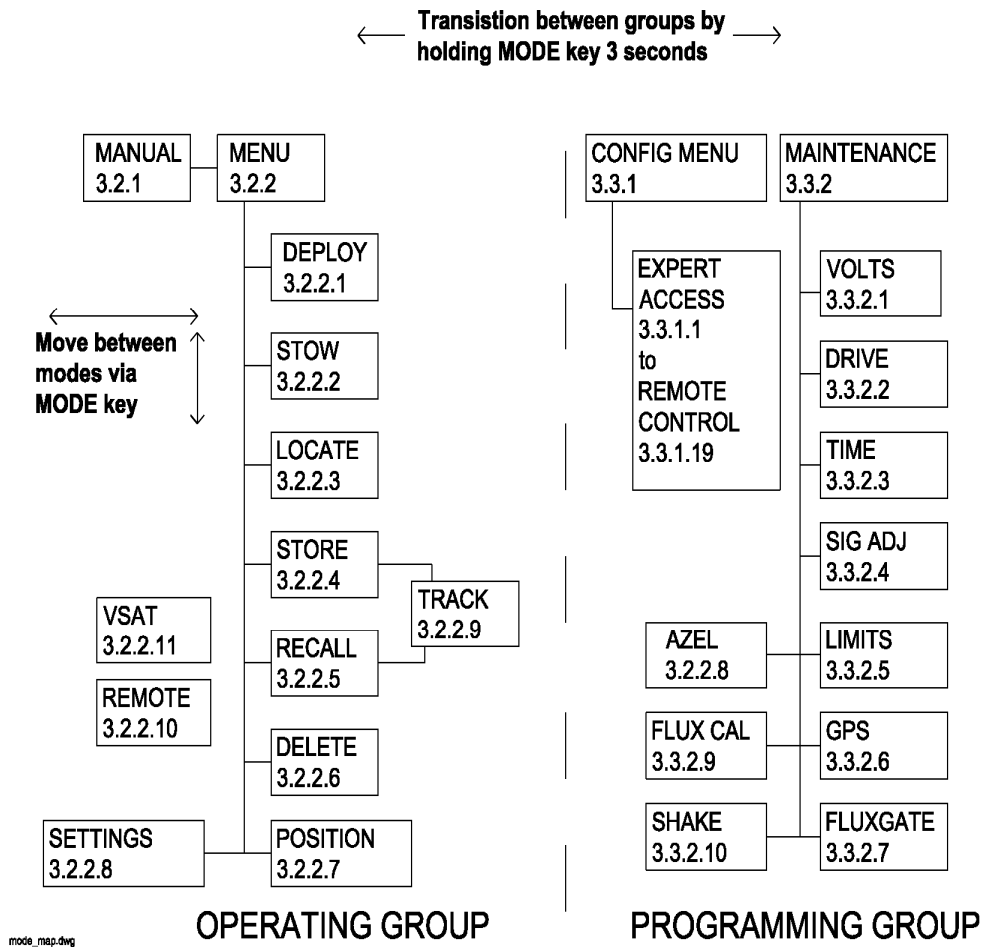 Transistion between groups by
holding MODE key 3 seconds
MANUAL
3.2.1
MENU
3.2.2
CONFIG MENU
3.3.1
MAINTENANCE
3.3.2
DEPLOY
3.2.2.1
STOW
3.2.2.2
LOCATE
3.2.2.3
STORE
3.2.2.4
RECALL
3.2.2.5
DELETE
3.2.2.6
POSITION
3.2.2.7
Move between
modes via
MODE key
TRACK
3.2.2.9
VSAT
3.2.2.11
REMOTE
3.2.2.10
SETTINGS
3.2.2.8
EXPERT
ACCESS
3.3.1.1
to
REMOTE
CONTROL
3.3.1.19
VOLTS
3.3.2.1
DRIVE
3.3.2.2
TIME
3.3.2.3
SIG ADJ
3.3.2.4
AZEL
3.2.2.8
LIMITS
3.3.2.5
FLUX CAL
3.3.2.9
GPS
3.3.2.6
SHAKE
3.3.2.10
FLUXGATE
3.3.2.7
OPERATING GROUP
PROGRAMMING GROUP
mode_map.dwg